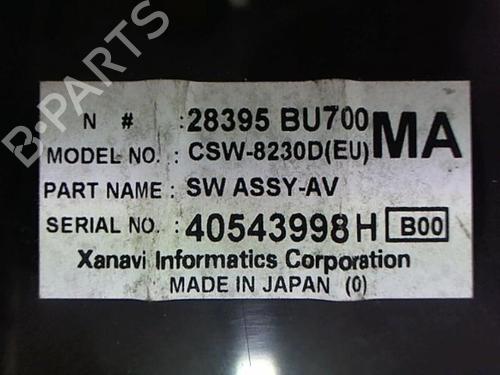 N # : 28395 BU700 MA
MODEL NO. : CSW-8230D(EU)
PART NAME : SW ASSY-AV
SERIAL NO. : 40543998H B00
Xanavi Informatics Corporation
MADE IN JAPAN (0)
B-PARTS